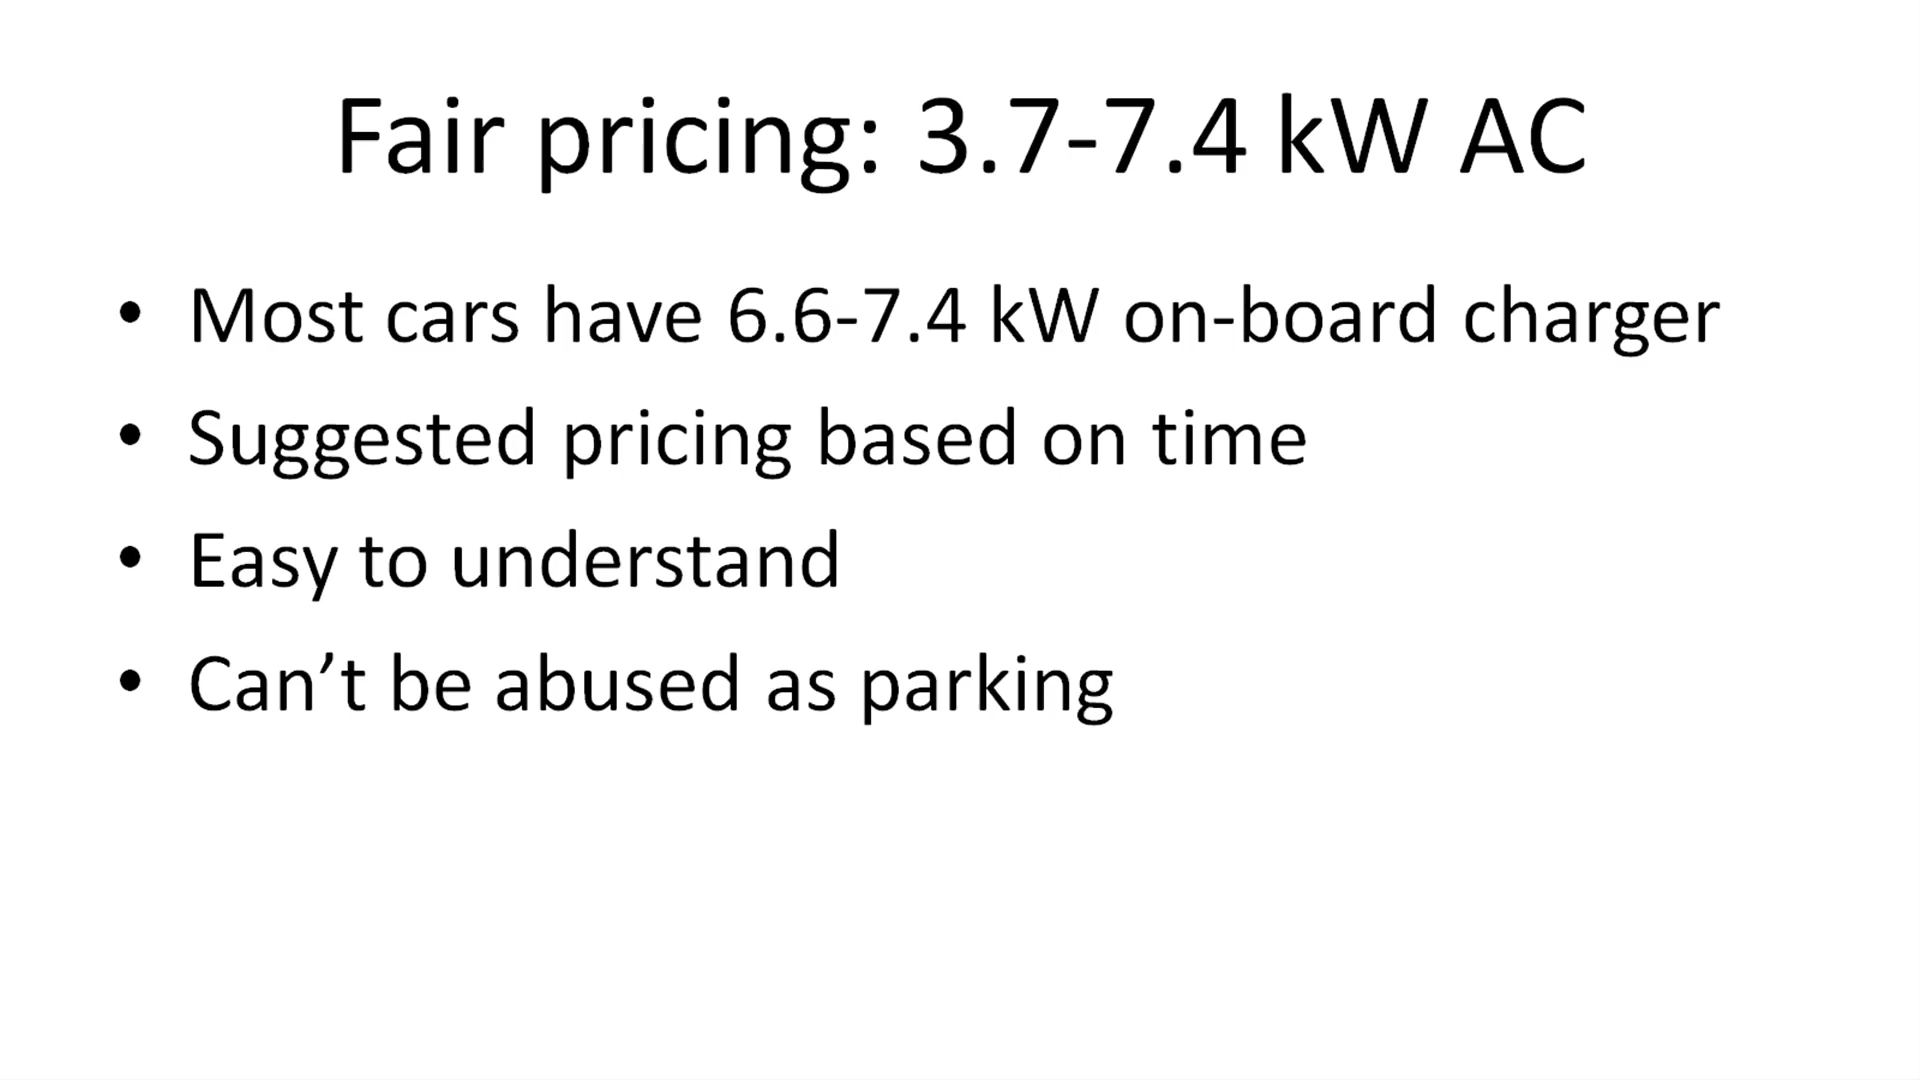 Fair pricing: 3.7-7.4 kW AC
• Most cars have 6.6-7.4 kW on-board charger
• Suggested pricing based on time
• Easy to understand
• Can’t be abused as parking